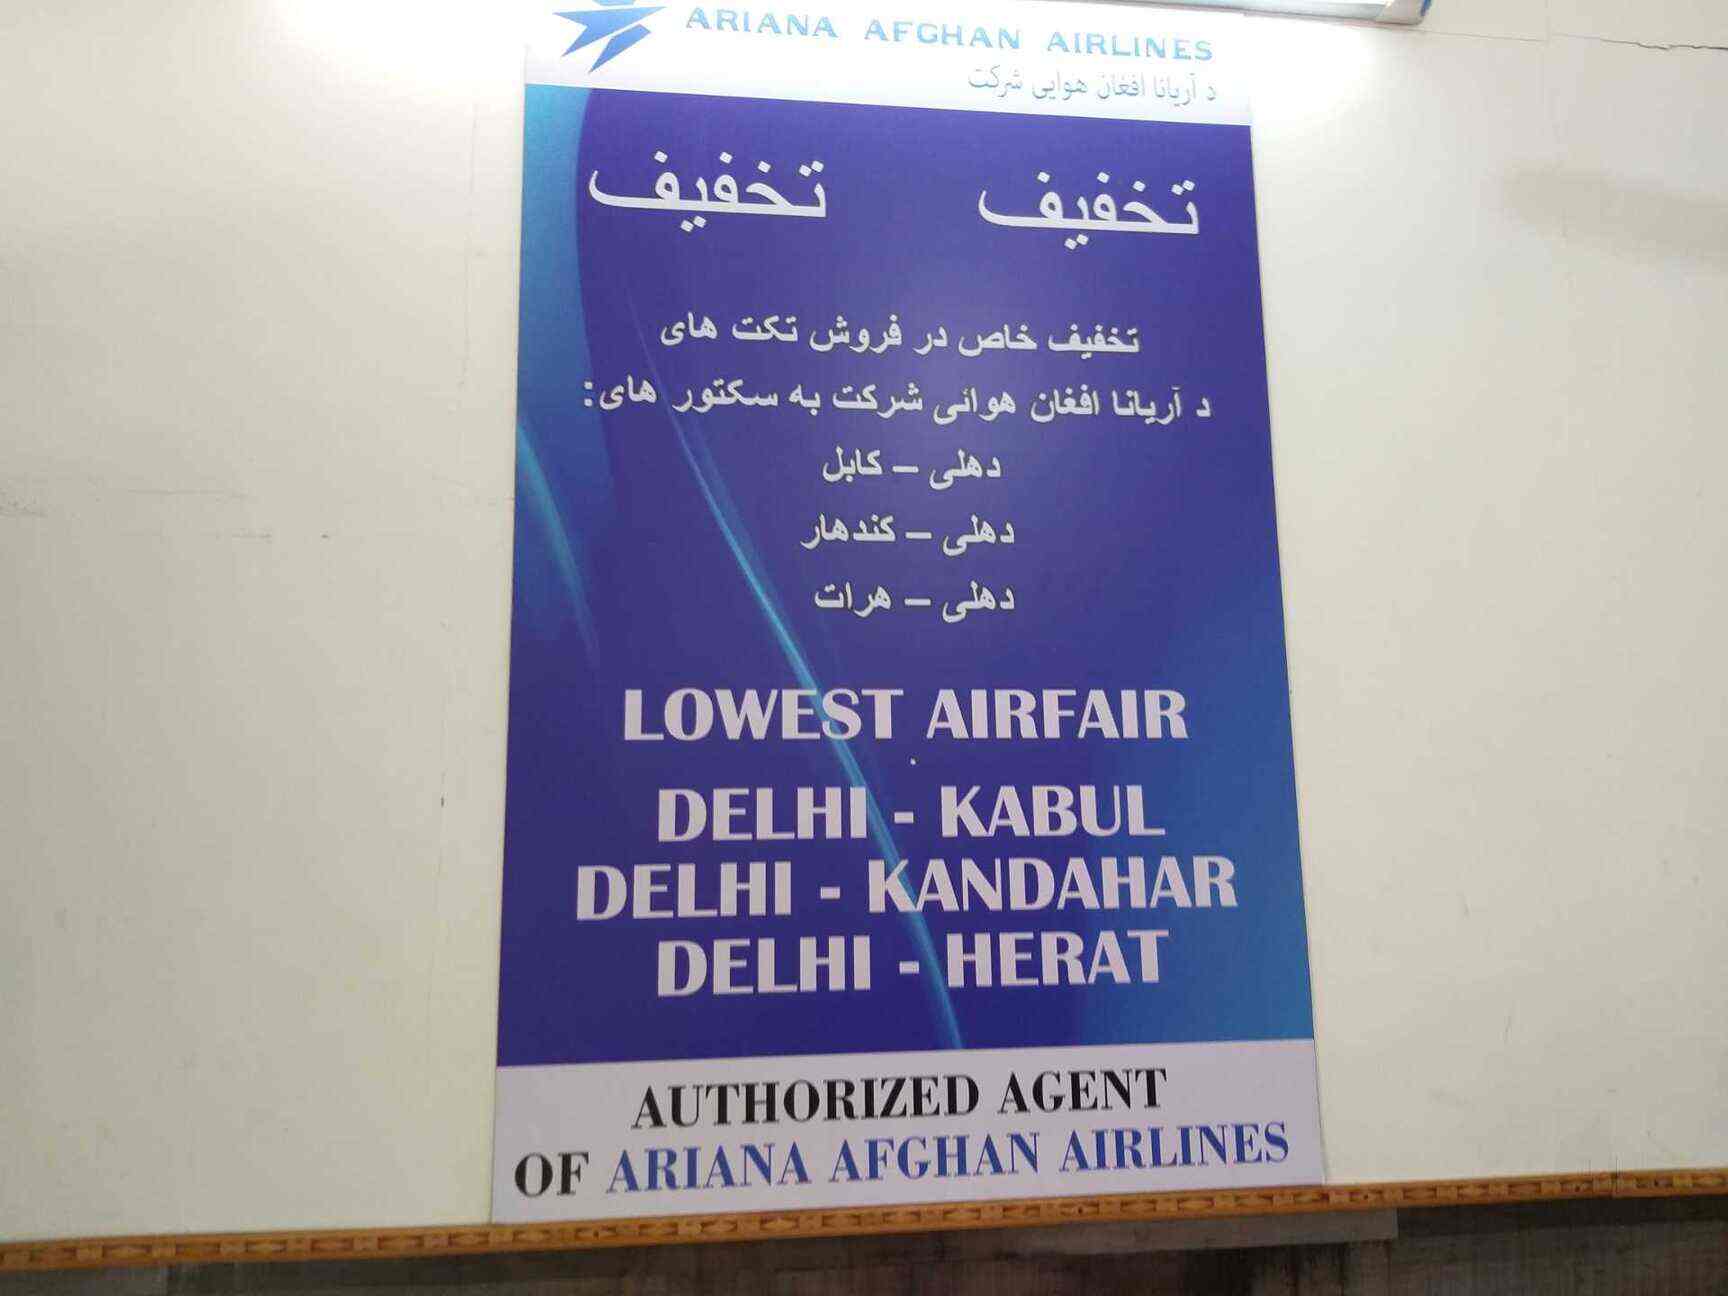 ARIANA AFGHAN AIRLINES
د آریانا افغان هوایی شرکت
تخفیف تخفیف
تخفیف خاص در فروش تکت های
د آریانا افغان هوائی شرکت به سکتور های:
دهلی – کابل
دهلی – کندهار
دهلی – هرات
LOWEST AIRFAIR
DELHI - KABUL
DELHI - KANDAHAR
DELHI - HERAT
AUTHORIZED AGENT
OF ARIANA AFGHAN AIRLINES